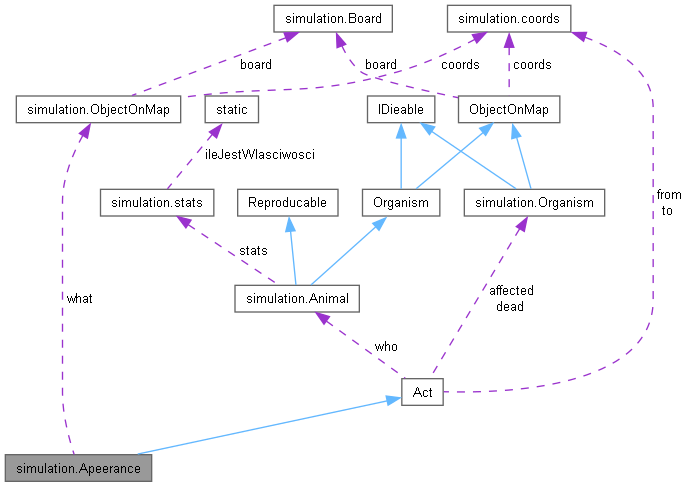 simulation.Board
simulation.coords
board
board
coords
coords
simulation.ObjectOnMap
static
IDieable
ObjectOnMap
ileJestWlasciwosci
simulation.stats
Reproducable
Organism
simulation.Organism
from
to
stats
what
simulation.Animal
affected
dead
who
Act
simulation.Apeerance